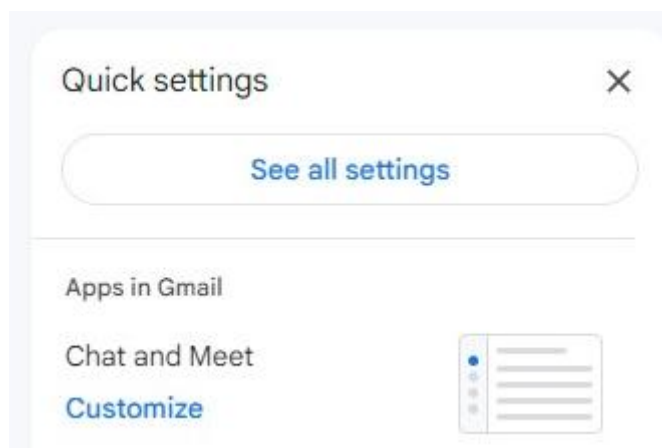 Quick settings
See all settings
Apps in Gmail
Chat and Meet
Customize